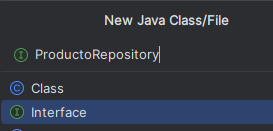 New Java Class/File
ProductoRepository
Class
Interface